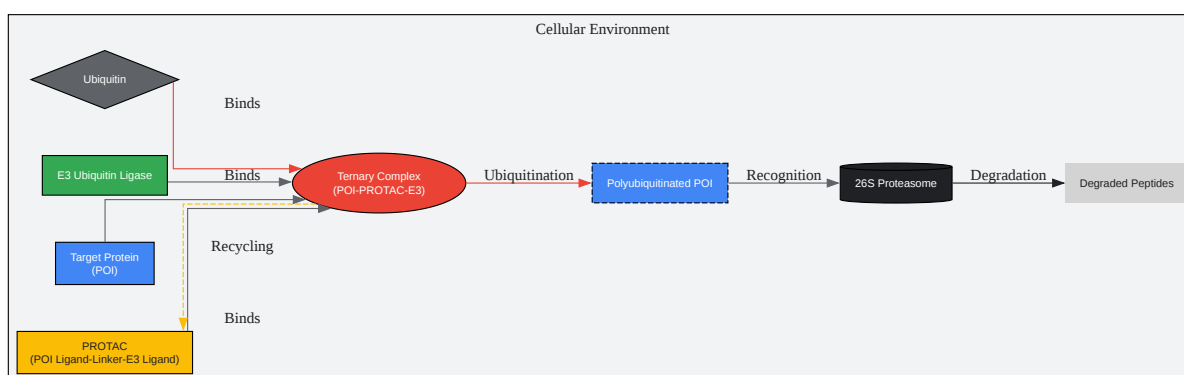 Cellular Environment
Ubiquitin
Binds
E3 Ubiquitin Ligase
Binds
Ternary Complex
(POI-PROTAC-E3)
Ubiquitination
Polyubiquitinated POI
Recognition
26S Proteasome
Degradation
Degraded Peptides
Target Protein
(POI)
Recycling
Binds
PROTAC
(POI Ligand-Linker-E3 Ligand)